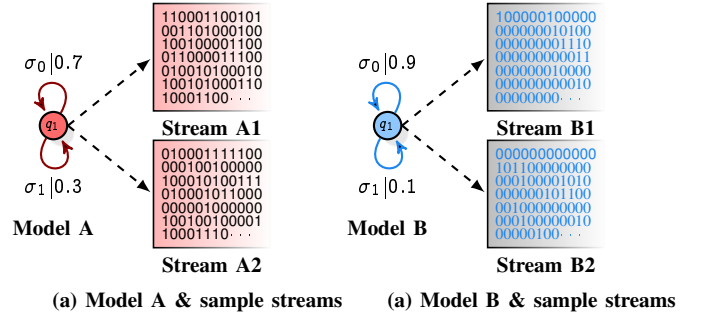 σ0|0.7
q1
σ1|0.3
Model A
110001100101
001101000100
100100001100
011000011100
010010100010
100101000110
10001100···
Stream A1
010001111100
000100100000
100010100111
010001011000
000001000000
100100100001
10001110···
Stream A2
(a) Model A & sample streams
σ0|0.9
q1
σ1|0.1
Model B
100000100000
000000010100
000000001110
000000000011
000000010000
000000000010
00000000···
Stream B1
000000000000
101100000000
000100001010
000000101100
001000000000
000100000010
00000100···
Stream B2
(a) Model B & sample streams